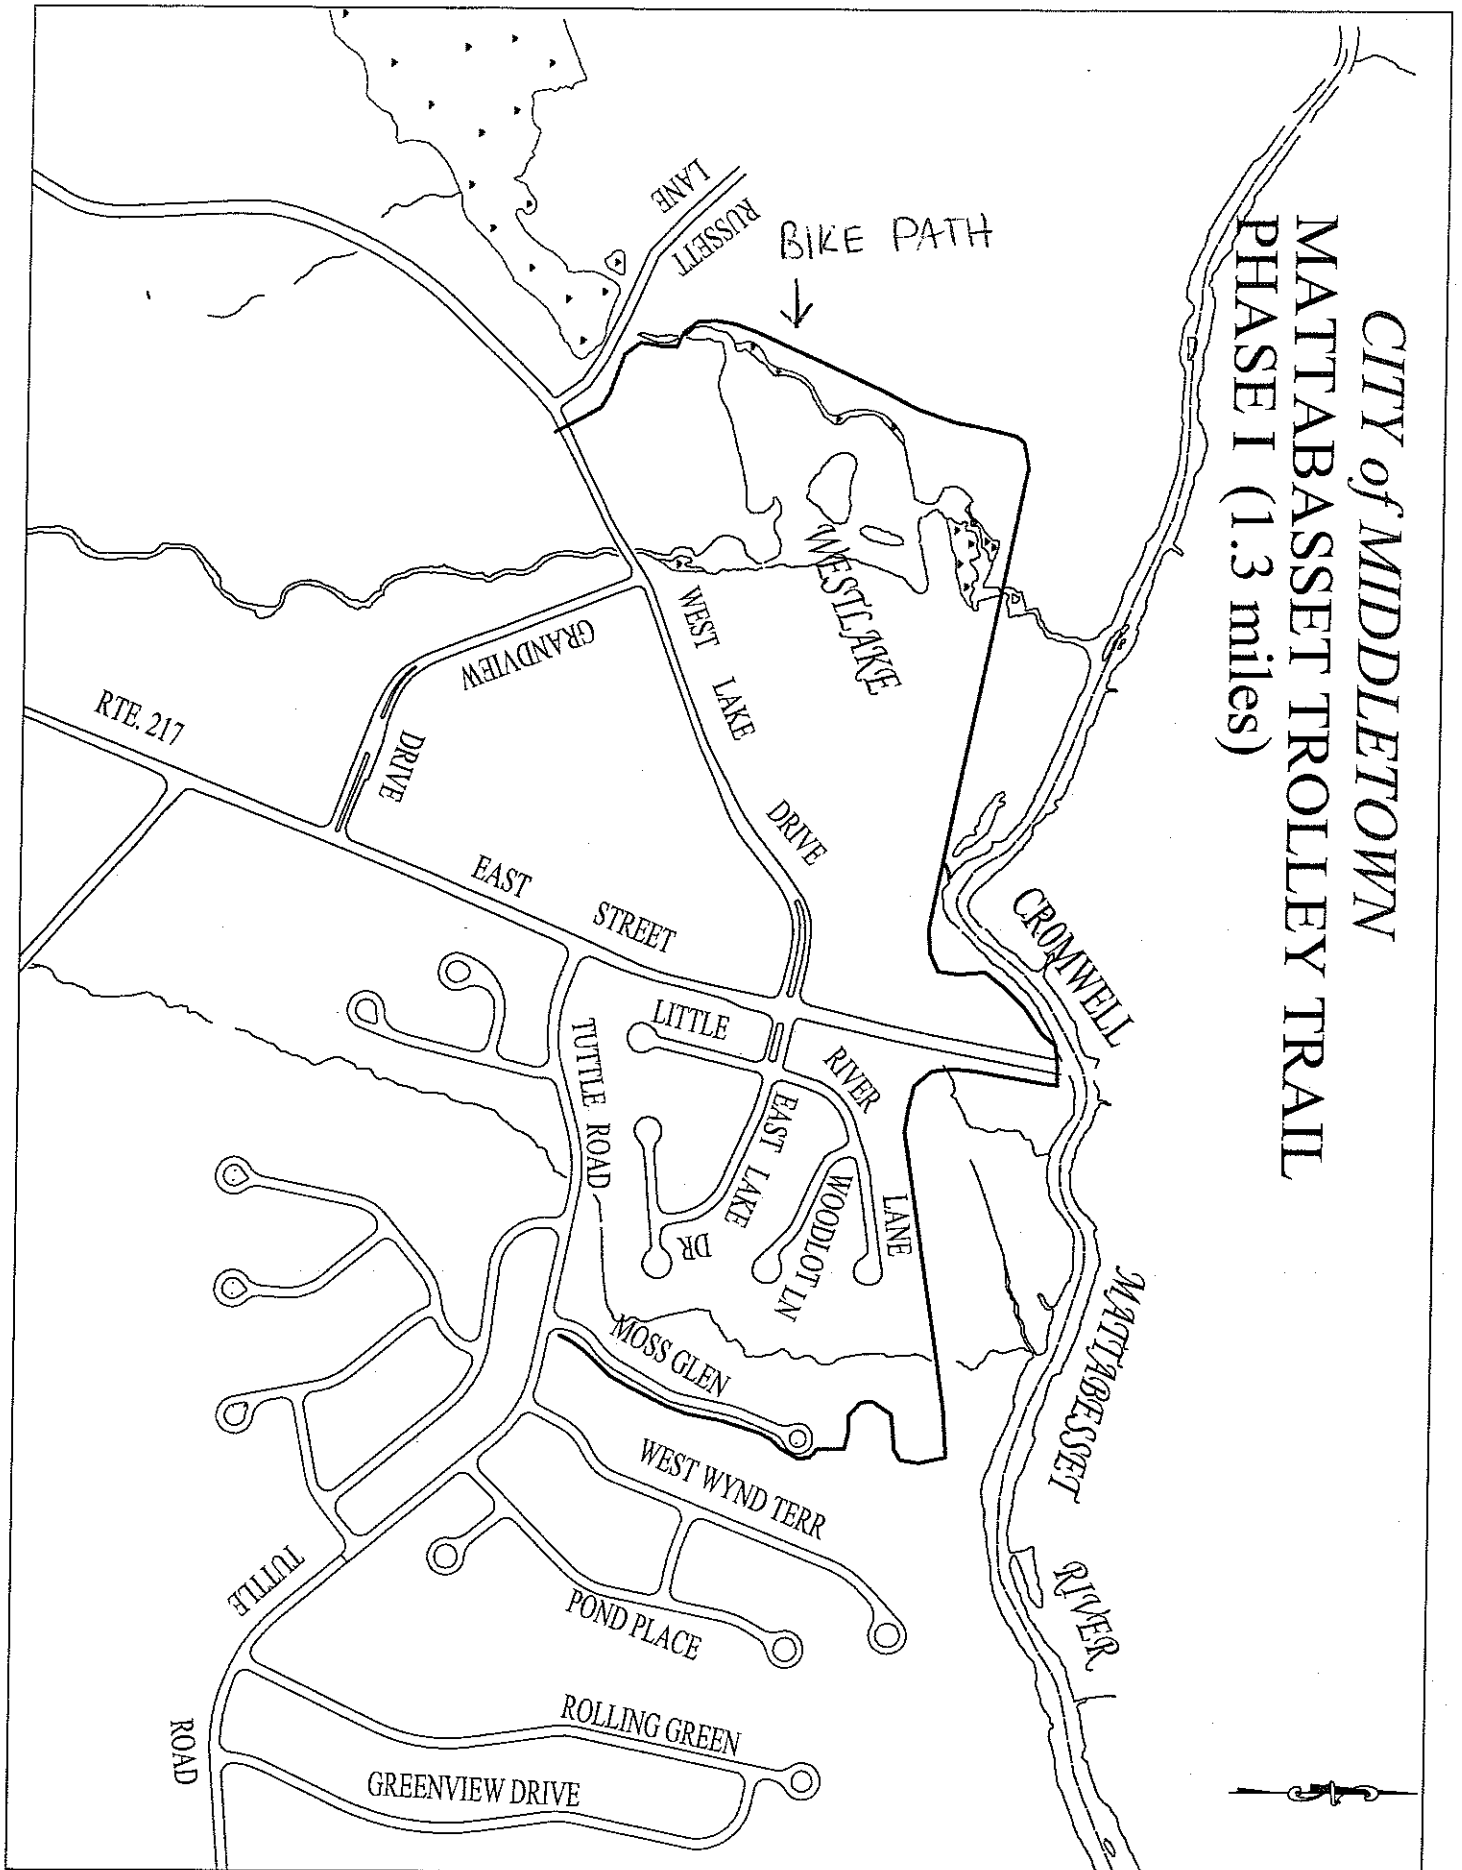 CITY of MIDDLETOWN
MATTABASSET TROLLEY TRAIL
PHASE I (1.3 miles)
BIKE PATH
RUSSETT
LANE
WESTLAKE
WEST LAKE DRIVE
GRANDVIEW
DRIVE
RTE. 217
EAST STREET
CROMWELL
LITTLE
RIVER
LANE
TUTTLE ROAD
EAST LAKE
DR
WOODLOT LN
MATTABESSET
RIVER
MOSS GLEN
WEST WYND TERR
POND PLACE
TUTTLE
ROAD
ROLLING GREEN
GREENVIEW DRIVE